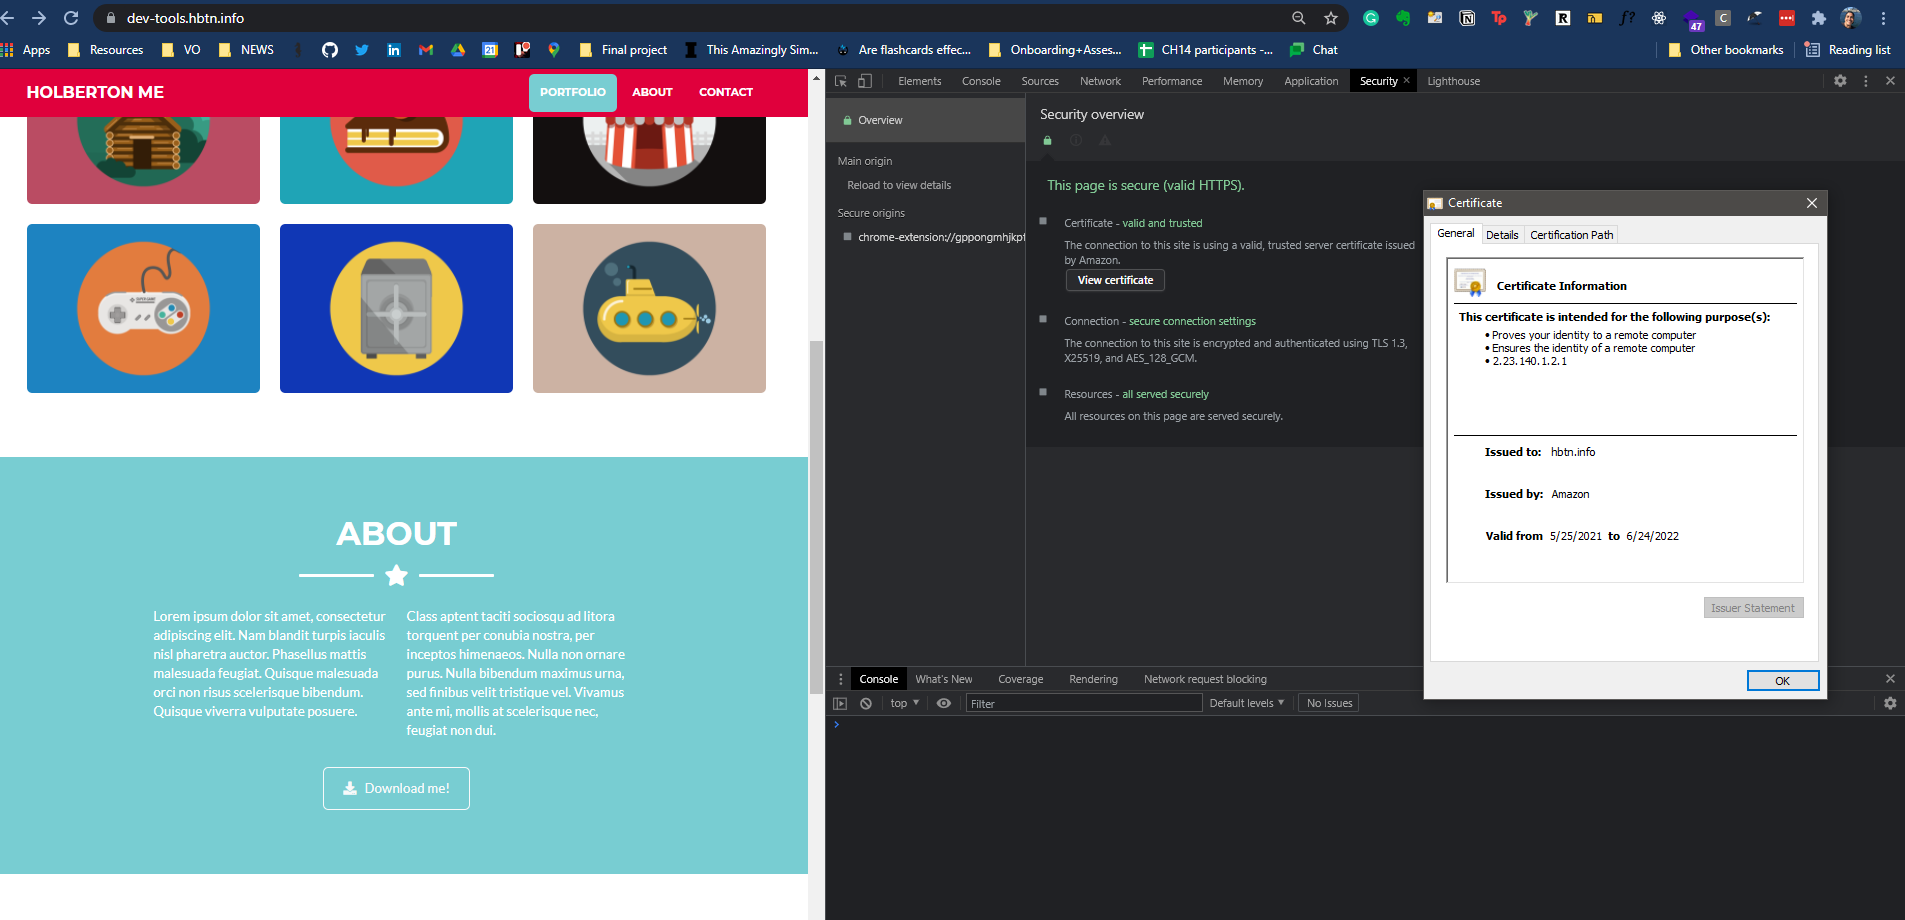 dev-tools.hbtn.info
47
Apps
Resources
VO
NEWS
21
Final project
This Amazingly Sim...
Are flashcards effec...
Onboarding+Asses...
CH14 participants -...
Chat
Other bookmarks
Reading list
HOLBERTON ME
PORTFOLIO
ABOUT
CONTACT
ABOUT
Lorem ipsum dolor sit amet, consectetur
adipiscing elit. Nam blandit turpis iaculis
nisl pharetra auctor. Phasellus mattis
malesuada feugiat. Quisque malesuada
orci non risus scelerisque bibendum.
Quisque viverra vulputate posuere.
Class aptent taciti sociosqu ad litora
torquent per conubia nostra, per
inceptos himenaeos. Nulla non ornare
purus. Nulla bibendum maximus urna,
sed finibus velit tristique vel. Vivamus
ante mi, mollis at scelerisque nec,
feugiat non dui.
Download me!
Elements
Console
Sources
Network
Performance
Memory
Application
Security
Lighthouse
Overview
Main origin
Reload to view details
Secure origins
Security overview
This page is secure (valid HTTPS).
Certificate - valid and trusted
The connection to this site is using a valid, trusted server certificate issued
by Amazon.
View certificate
Connection - secure connection settings
The connection to this site is encrypted and authenticated using TLS 1.3,
X25519, and AES_128_GCM.
Resources - all served securely
All resources on this page are served securely.
Certificate
General
Details
Certification Path
Certificate Information
This certificate is intended for the following purpose(s):
• Proves your identity to a remote computer
• Ensures the identity of a remote computer
• 2.23.140.1.2.1
Issued to: hbtn.info
Issued by: Amazon
Valid from 5/25/2021 to 6/24/2022
Issuer Statement
OK
Console
What's New
Coverage
Rendering
Network request blocking
top
Filter
Default levels
No Issues